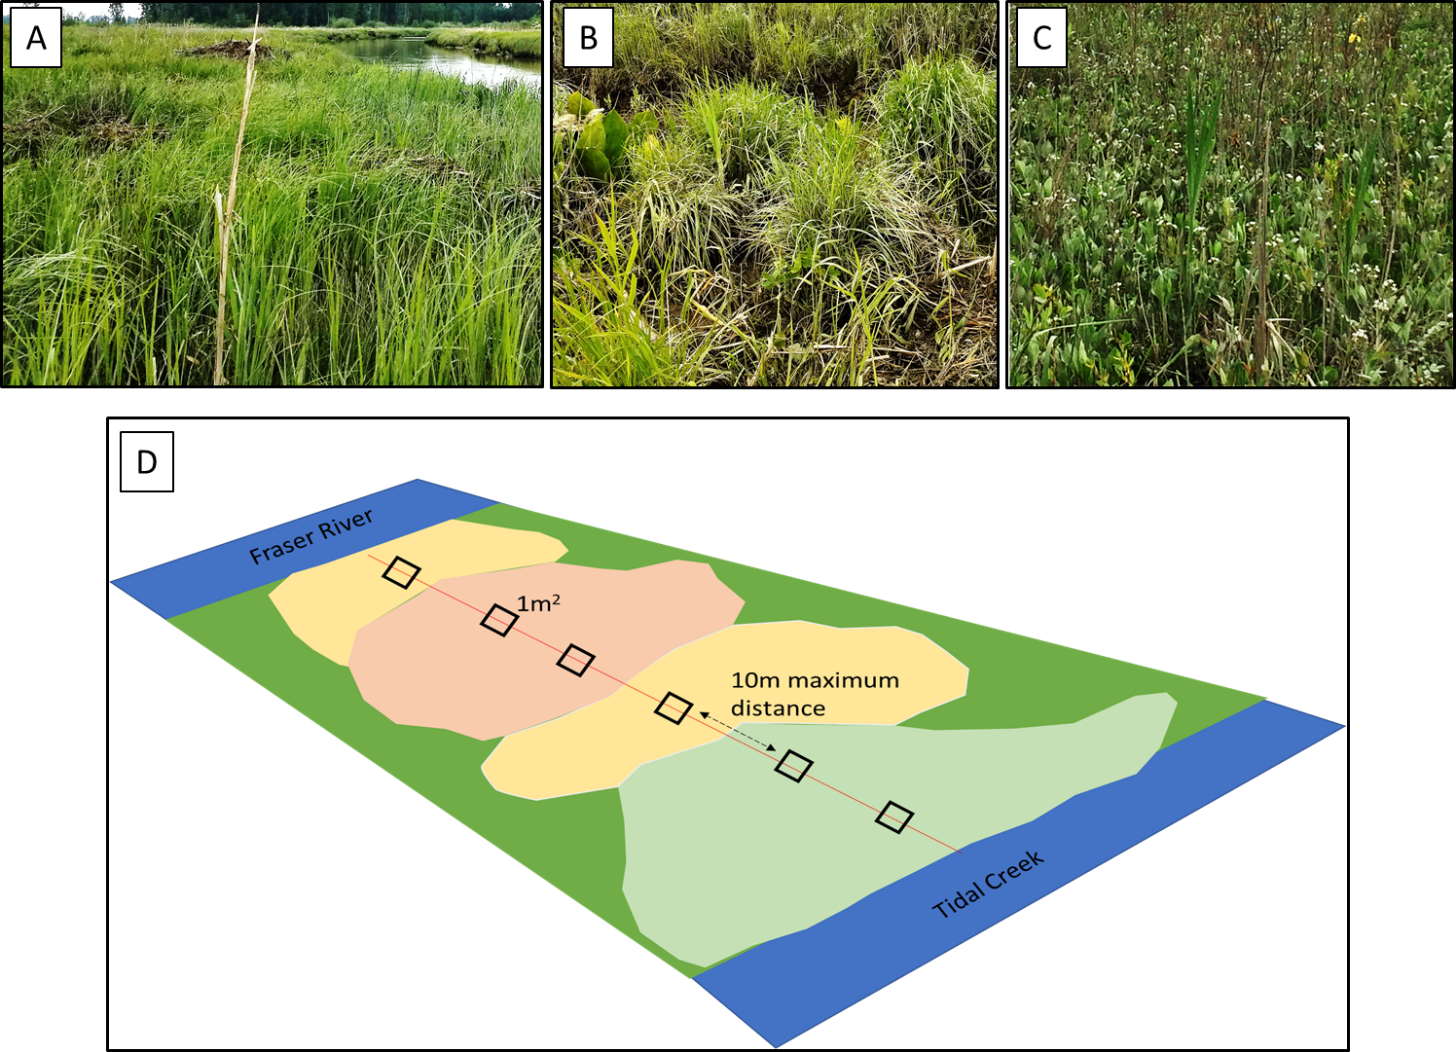 A
B
C
D
Fraser River
1m²
10m maximum
distance
Tidal Creek